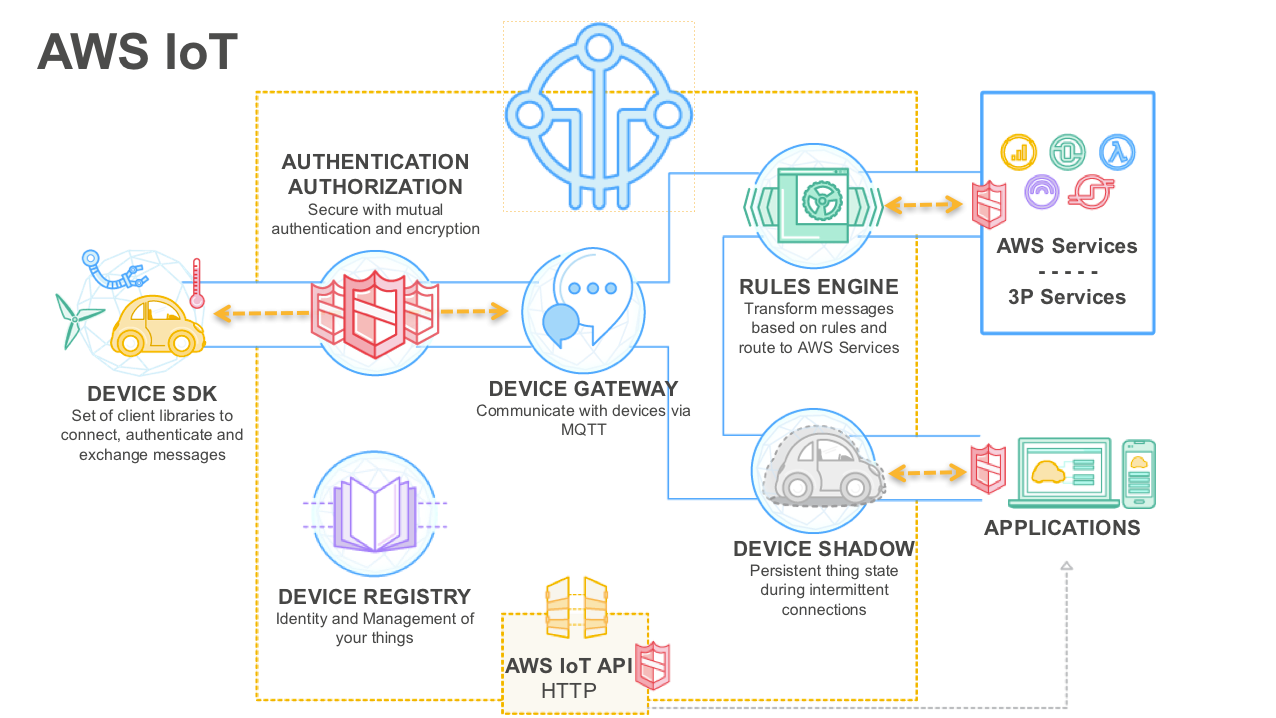 AWS IoT
AUTHENTICATION
AUTHORIZATION
Secure with mutual
authentication and encryption
DEVICE SDK
Set of client libraries to
connect, authenticate and
exchange messages
DEVICE GATEWAY
Communicate with devices via
MQTT
RULES ENGINE
Transform messages
based on rules and
route to AWS Services
AWS Services
- - - - -
3P Services
DEVICE REGISTRY
Identity and Management of
your things
DEVICE SHADOW
Persistent thing state
during intermittent
connections
APPLICATIONS
AWS IoT API
HTTP